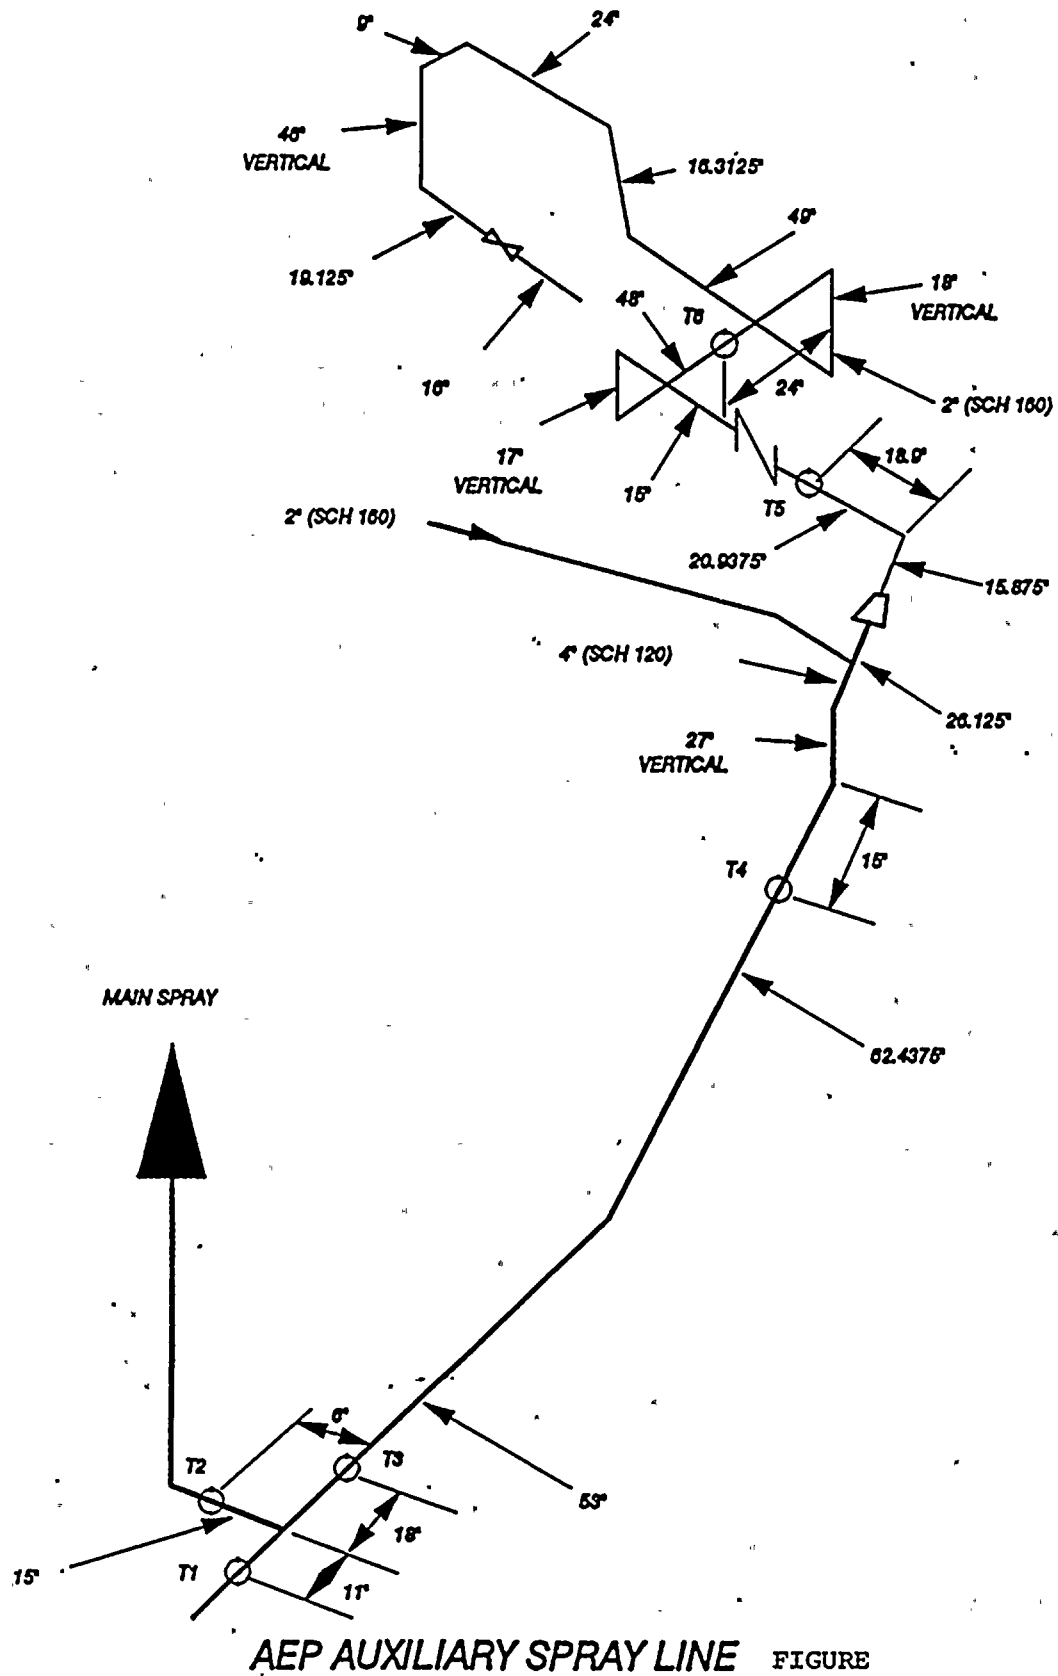 9"
24"
46"
VERTICAL
16.3125"
19.125"
49"
18"
VERTICAL
48"
T6
16"
24"
2" (SCH 160)
17"
VERTICAL
15"
18.9"
T5
2" (SCH 160)
20.9375"
15.875"
4" (SCH 120)
26.125"
27"
VERTICAL
15"
T4
MAIN SPRAY
62.4375"
6"
T2
T3
53"
18"
T1
11"
15"
AEP AUXILIARY SPRAY LINE FIGURE